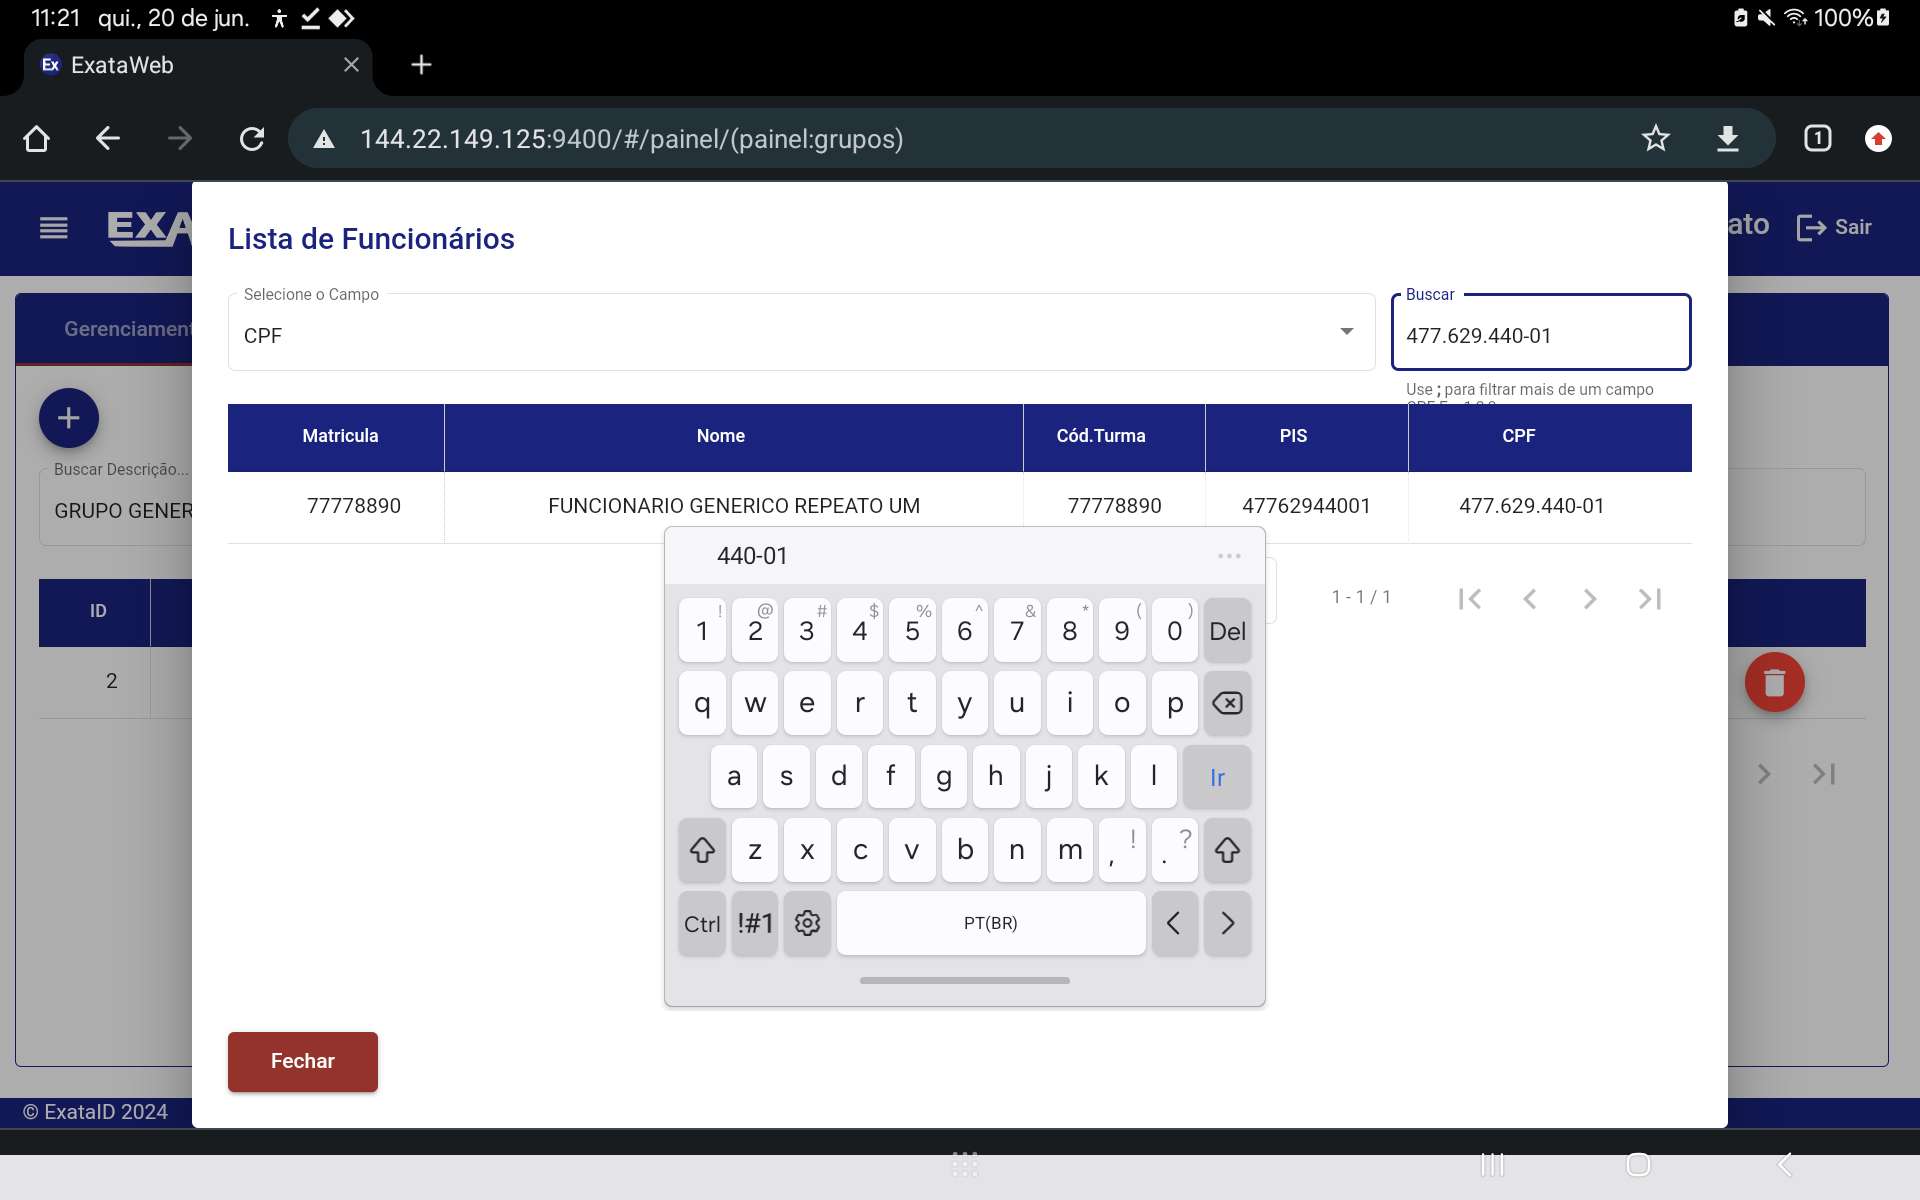 11:21 qui., 20 de jun. 100%
Ex ExataWeb
144.22.149.125:9400/#/painel/(painel:grupos) 1
EXA ato Sair
Lista de Funcionários
Selecione o Campo
CPF
Buscar
477.629.440-01
Use ; para filtrar mais de um campo
Gerenciament
Buscar Descrição...
GRUPO GENER
ID
2
Matricula Nome Cód.Turma PIS CPF
77778890 FUNCIONARIO GENERICO REPEATO UM 77778890 47762944001 477.629.440-01
1 - 1 / 1
440-01
! @ # $ % ^ & * ( )
1 2 3 4 5 6 7 8 9 0 Del
q w e r t y u i o p
a s d f g h j k l Ir
z x c v b n m , ! . ?
Ctrl !#1 PT(BR)
Fechar
© ExataID 2024